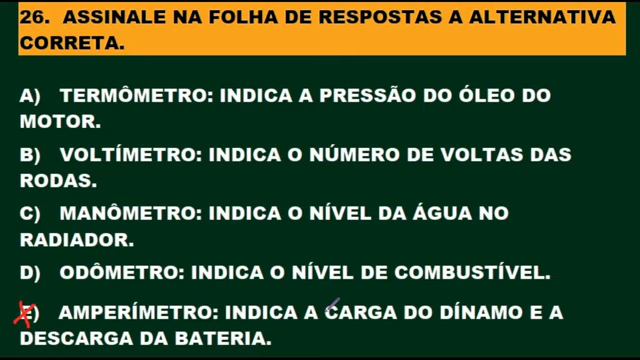 26. ASSINALE NA FOLHA DE RESPOSTAS A ALTERNATIVA
CORRETA.
A) TERMÔMETRO: INDICA A PRESSÃO DO ÓLEO DO
MOTOR.
B) VOLTÍMETRO: INDICA O NÚMERO DE VOLTAS DAS
RODAS.
C) MANÔMETRO: INDICA O NÍVEL DA ÁGUA NO
RADIADOR.
D) ODÔMETRO: INDICA O NÍVEL DE COMBUSTÍVEL.
E) AMPERÍMETRO: INDICA A CARGA DO DÍNAMO E A
DESCARGA DA BATERIA.